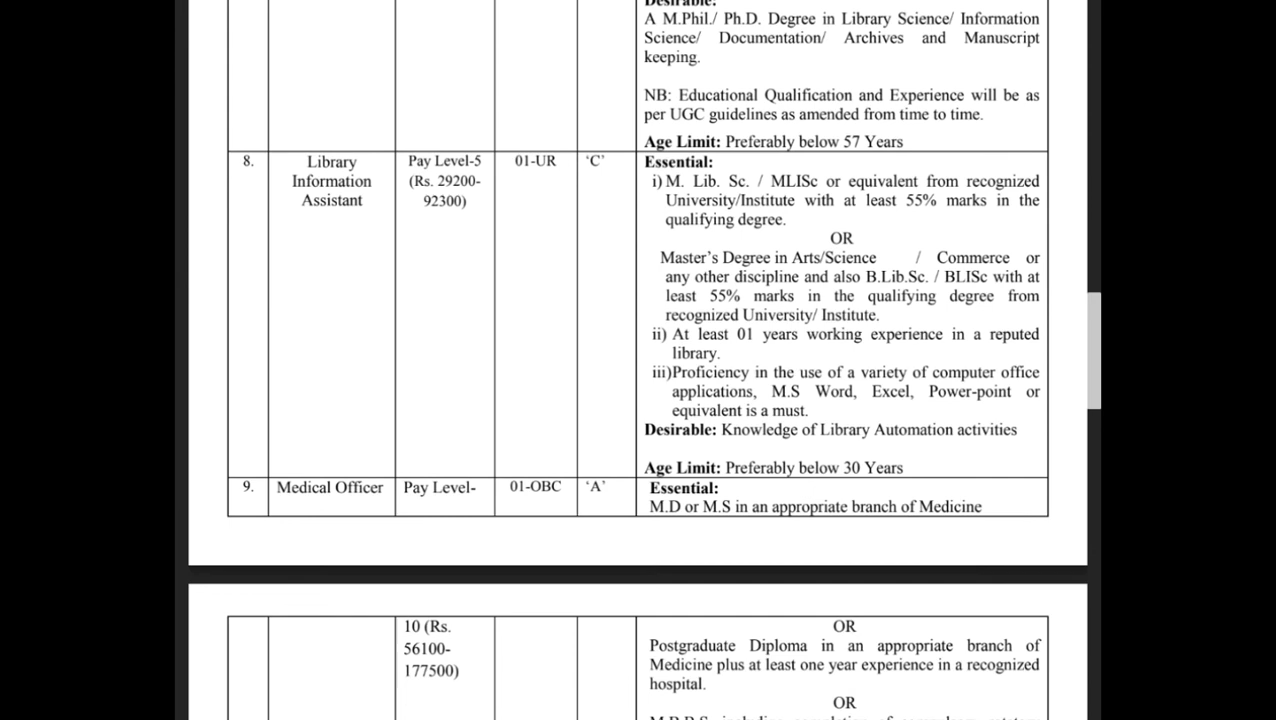 Desirable:
A M.Phil./ Ph.D. Degree in Library Science/ Information
Science/ Documentation/ Archives and Manuscript
keeping.
NB: Educational Qualification and Experience will be as
per UGC guidelines as amended from time to time.
Age Limit: Preferably below 57 Years
8. Library Pay Level-5 01-UR ‘C’ Essential:
Information (Rs. 29200- i) M. Lib. Sc. / MLISc or equivalent from recognized
Assistant 92300) University/Institute with at least 55% marks in the
qualifying degree.
OR
Master’s Degree in Arts/Science / Commerce or
any other discipline and also B.Lib.Sc. / BLISc with at
least 55% marks in the qualifying degree from
recognized University/ Institute.
ii) At least 01 years working experience in a reputed
library.
iii)Proficiency in the use of a variety of computer office
applications, M.S Word, Excel, Power-point or
equivalent is a must.
Desirable: Knowledge of Library Automation activities
Age Limit: Preferably below 30 Years
9. Medical Officer Pay Level- 01-OBC ‘A’ Essential:
M.D or M.S in an appropriate branch of Medicine
10 (Rs. OR
56100- Postgraduate Diploma in an appropriate branch of
177500) Medicine plus at least one year experience in a recognized
hospital.
OR